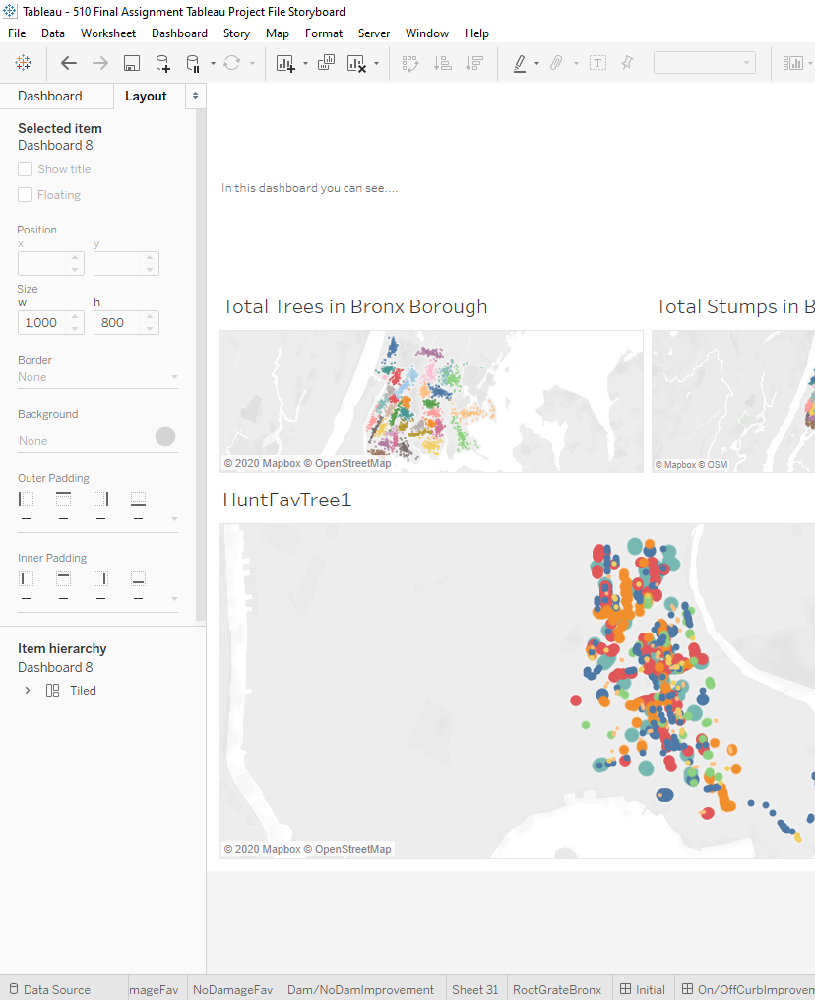 Tableau - 510 Final Assignment Tableau Project File Storyboard
File Data Worksheet Dashboard Story Map Format Server Window Help
Dashboard Layout
Selected item
Dashboard 8
Show title
Floating
Position
x y
Size
w h
1,000 800
Border
None
Background
None
Outer Padding
Inner Padding
Item hierarchy
Dashboard 8
Tiled
In this dashboard you can see....
Total Trees in Bronx Borough
Total Stumps in B
© 2020 Mapbox © OpenStreetMap
© Mapbox © OSM
HuntFavTree1
© 2020 Mapbox © OpenStreetMap
Data Source mageFav NoDamageFav Dam/NoDamImprovement Sheet 31 RootGrateBronx Initial On/OffCurbImprovem